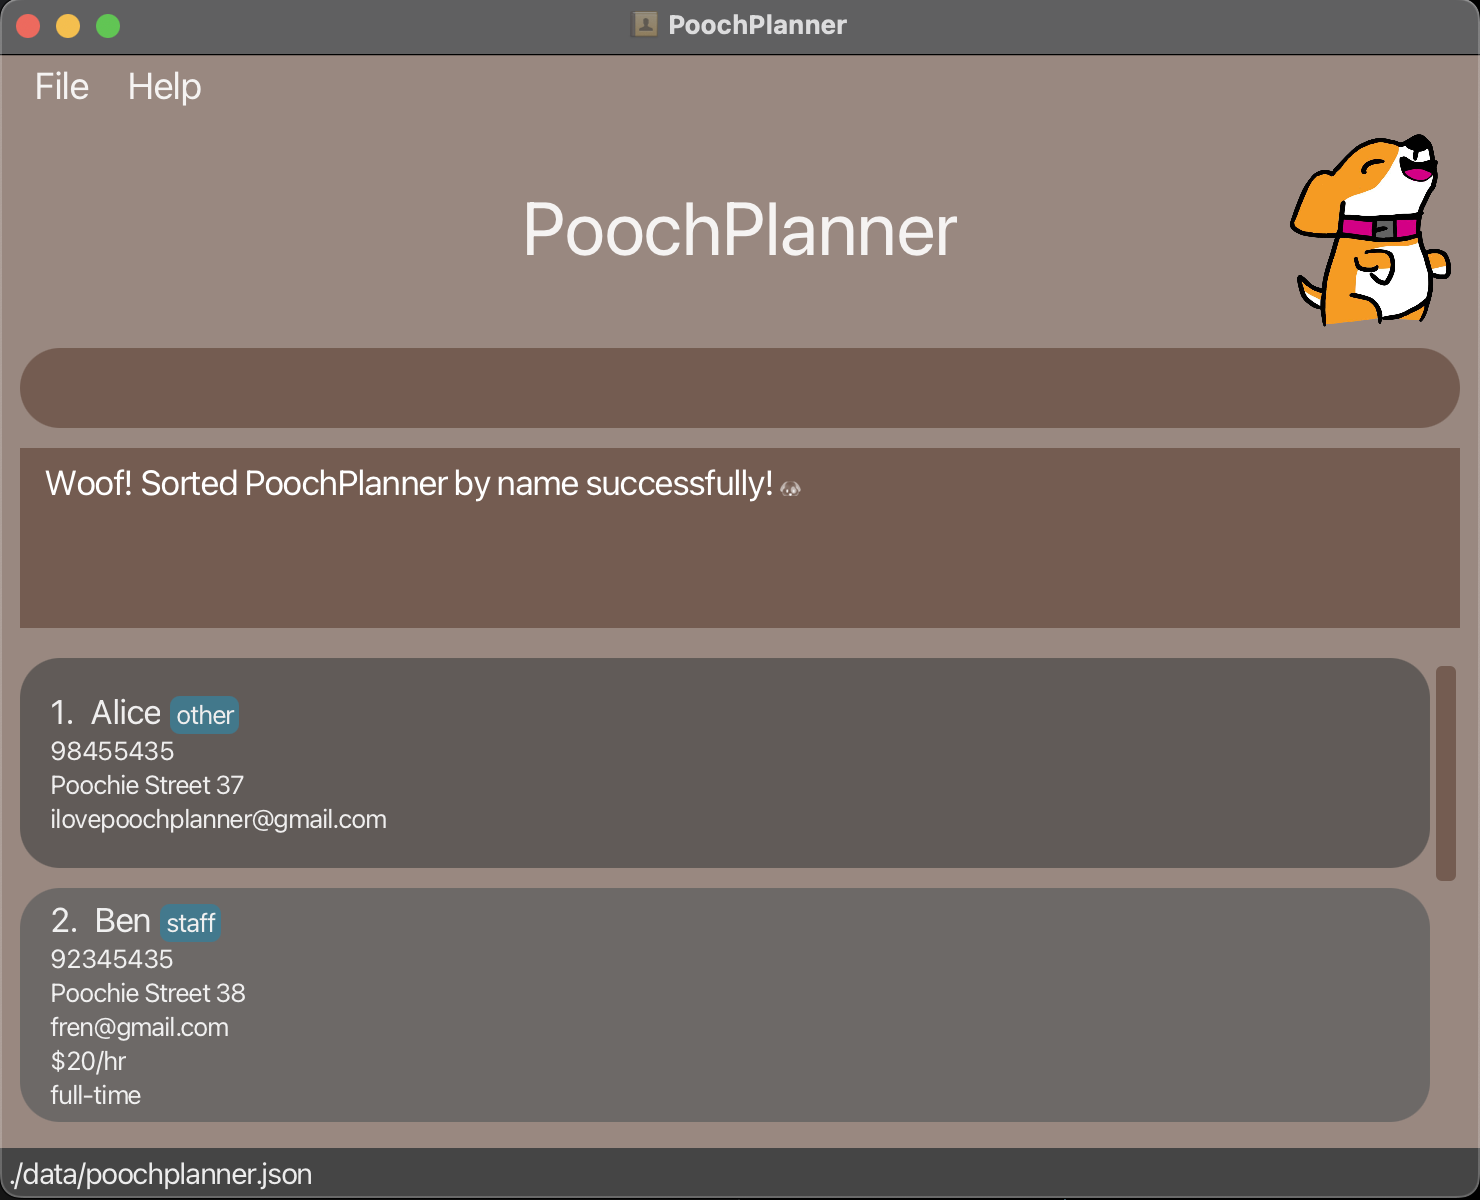 PoochPlanner
File Help
PoochPlanner
Woof! Sorted PoochPlanner by name successfully!
1. Alice other
98455435
Poochie Street 37
ilovepoochplanner@gmail.com
2. Ben staff
92345435
Poochie Street 38
fren@gmail.com
$20/hr
full-time
./data/poochplanner.json